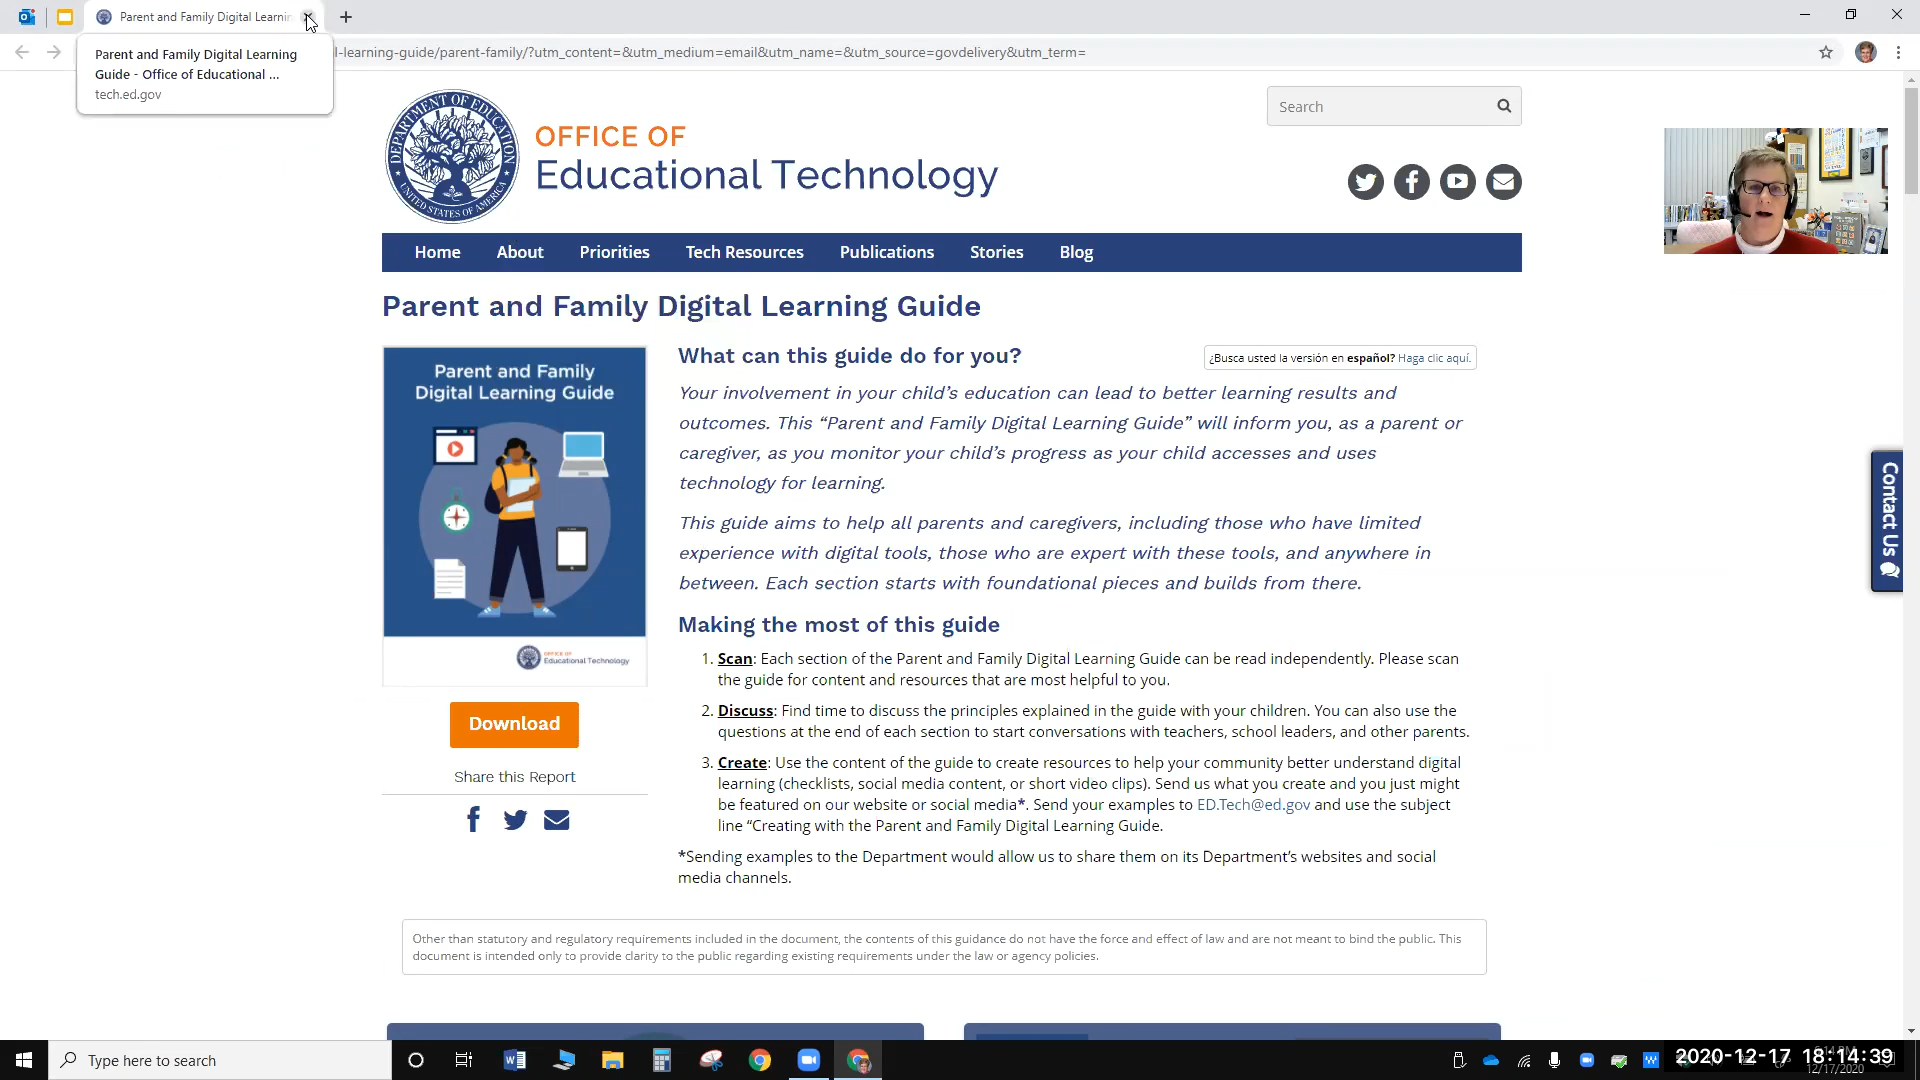 Parent and Family Digital Learnin
Parent and Family Digital Learning
Guide - Office of Educational ...
tech.ed.gov
l-learning-guide/parent-family/?utm_content=&utm_medium=email&utm_name=&utm_source=govdelivery&utm_term=
DEPARTMENT OF EDUCATION
UNITED STATES OF AMERICA
OFFICE OF
Educational Technology
Search
Home About Priorities Tech Resources Publications Stories Blog
Parent and Family Digital Learning Guide
Parent and Family
Digital Learning Guide
OFFICE OF
Educational Technology
Download
Share this Report
What can this guide do for you?
¿Busca usted la versión en español? Haga clic aquí.
Your involvement in your child’s education can lead to better learning results and
outcomes. This “Parent and Family Digital Learning Guide” will inform you, as a parent or
caregiver, as you monitor your child’s progress as your child accesses and uses
technology for learning.
This guide aims to help all parents and caregivers, including those who have limited
experience with digital tools, those who are expert with these tools, and anywhere in
between. Each section starts with foundational pieces and builds from there.
Making the most of this guide
1. Scan: Each section of the Parent and Family Digital Learning Guide can be read independently. Please scan
the guide for content and resources that are most helpful to you.
2. Discuss: Find time to discuss the principles explained in the guide with your children. You can also use the
questions at the end of each section to start conversations with teachers, school leaders, and other parents.
3. Create: Use the content of the guide to create resources to help your community better understand digital
learning (checklists, social media content, or short video clips). Send us what you create and you just might
be featured on our website or social media*. Send your examples to ED.Tech@ed.gov and use the subject
line “Creating with the Parent and Family Digital Learning Guide.
*Sending examples to the Department would allow us to share them on its Department’s websites and social
media channels.
Other than statutory and regulatory requirements included in the document, the contents of this guidance do not have the force and effect of law and are not meant to bind the public. This
document is intended only to provide clarity to the public regarding existing requirements under the law or agency policies.
Contact Us
Type here to search
2020-12-17 18:14:39
12/17/2020